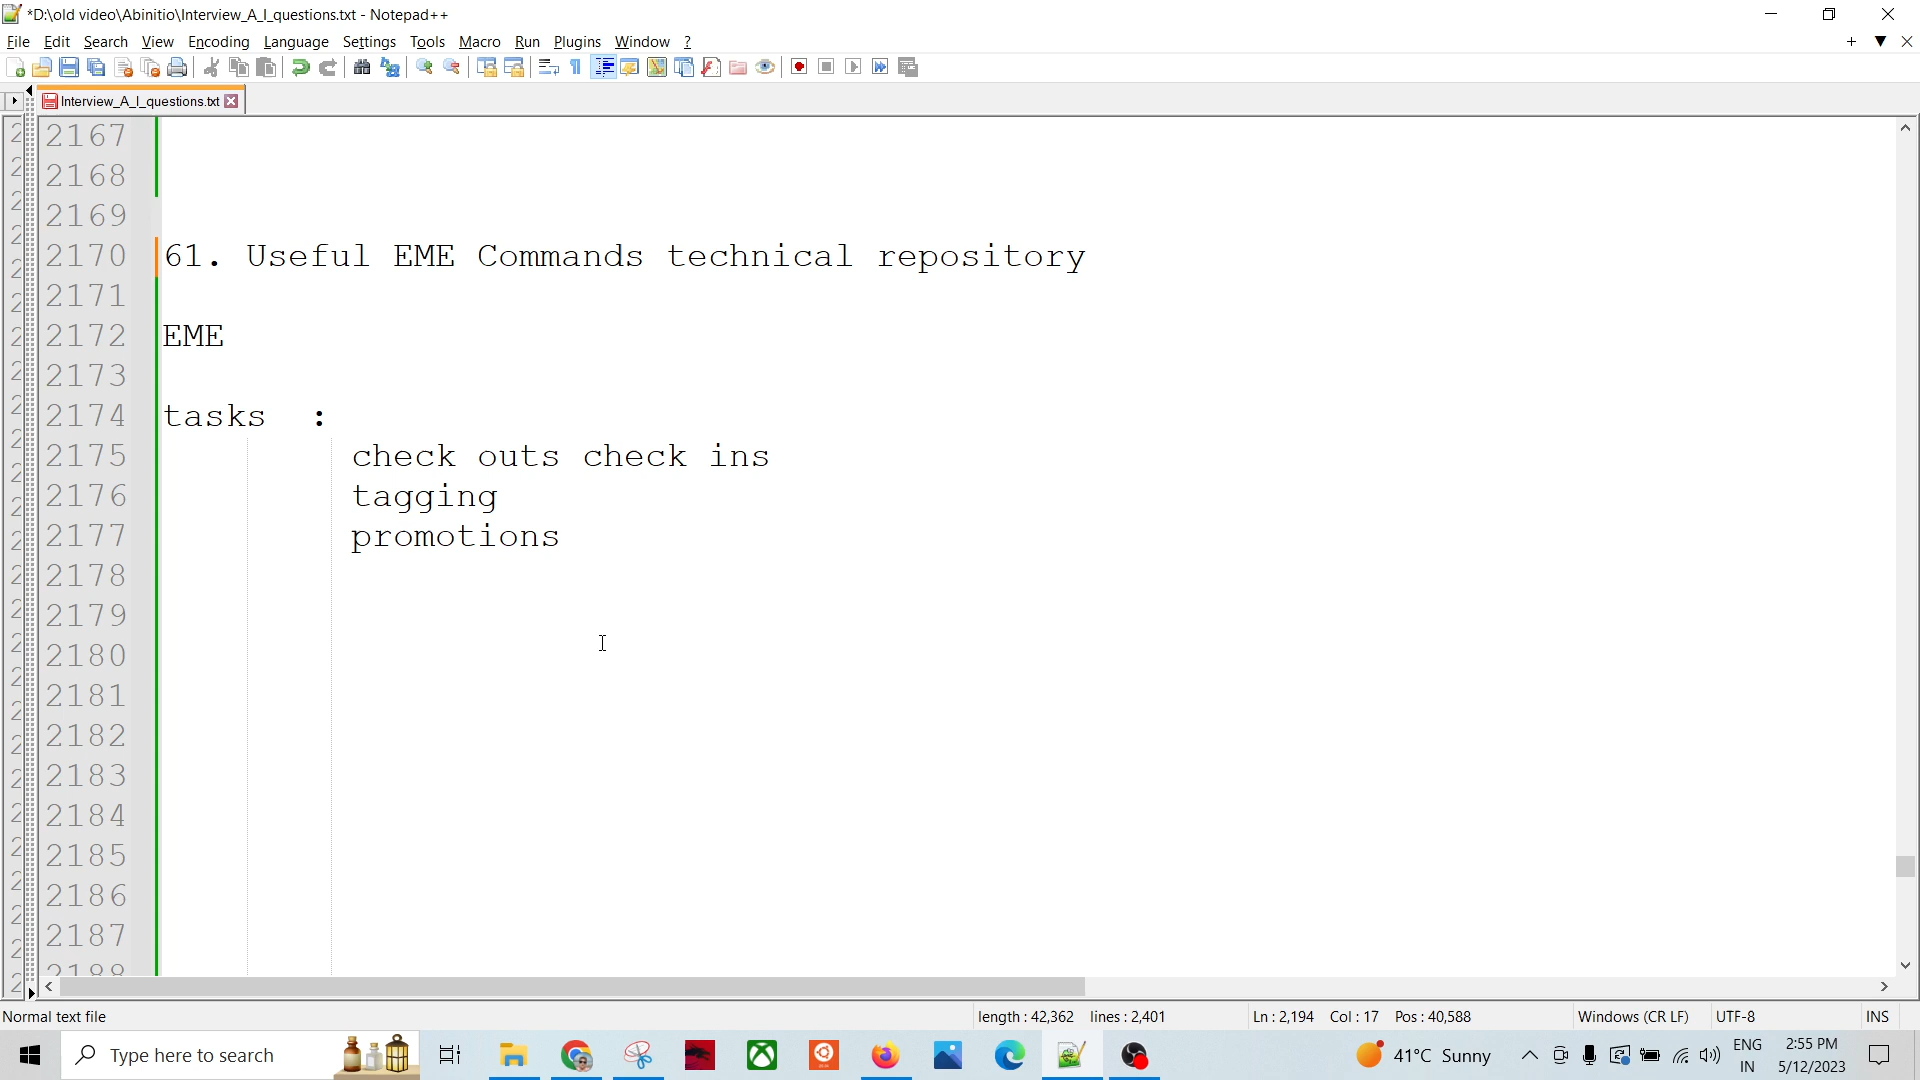 *D:\old video\Abinitio\Interview_A_I_questions.txt - Notepad++
File Edit Search View Encoding Language Settings Tools Macro Run Plugins Window ?
Interview_A_I_questions.txt
2167
2168
2169
2170 61. Useful EME Commands technical repository
2171
2172 EME
2173
2174 tasks :
2175 check outs check ins
2176 tagging
2177 promotions
2178
2179
2180
2181
2182
2183
2184
2185
2186
2187
2188
Normal text file length : 42,362 lines : 2,401 Ln : 2,194 Col : 17 Pos : 40,588 Windows (CR LF) UTF-8 INS
Type here to search 41°C Sunny ENG IN 2:55 PM 5/12/2023